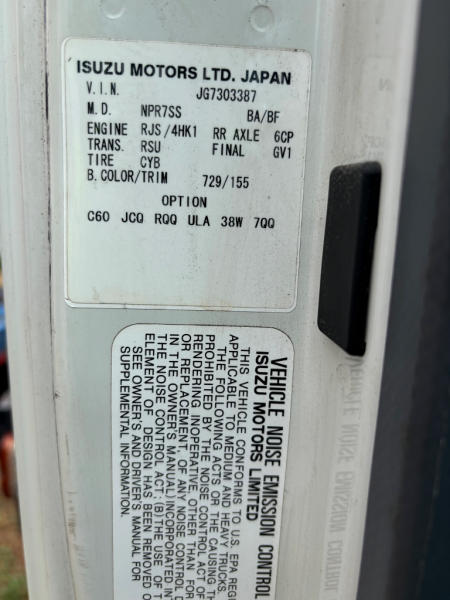 ISUZU MOTORS LTD. JAPAN
V.I.N. JG7303387
M.D. NPR7SS BA/BF
ENGINE RJS/4HK1 RR AXLE 6CP
TRANS. RSU FINAL GV1
TIRE CYB
B.COLOR/TRIM 729/155
OPTION
C60 JCQ RQQ ULA 38W 7QQ
VEHICLE NOISE EMISSION CONTROL
ISUZU MOTORS LIMITED
THIS VEHICLE CONFORMS TO U.S. EPA REG
APPLICABLE TO MEDIUM AND HEAVY TRUCKS.
THE FOLLOWING ACTS OR THE CAUSING TH
PROHIBITED BY THE NOISE CONTROL ACT OF
RENDERING INOPERATIVE OTHER THAN FOR
OR REPLACEMENT, OF ANY NOISE CONTROL D
IN THE OWNER'S MANUAL) INCORPORATED IN
THE NOISE CONTROL ACT; (B) THE USE OF T
ELEMENT OF DESIGN HAS BEEN REMOVED O
SEE OWNER'S AND DRIVER'S MANUAL FOR
SUPPLEMENTAL INFORMATION.